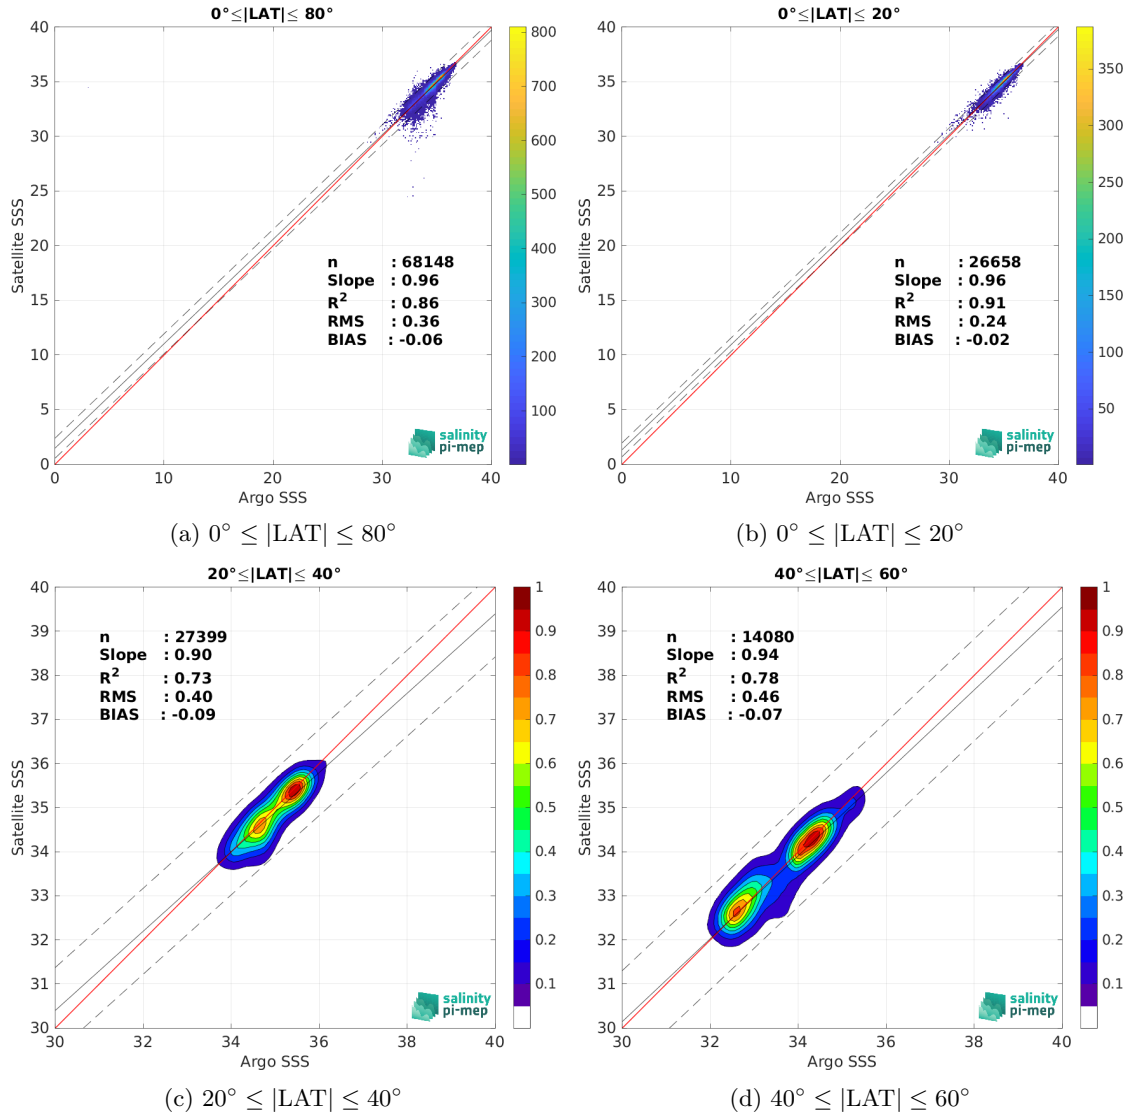 0°≤|LAT|≤ 80°
40
35
30
25
20
15
10
5
0
0
10
20
30
40
Satellite SSS
Argo SSS
n : 68148
Slope : 0.96
R² : 0.86
RMS : 0.36
BIAS : -0.06
salinity
pi-mep
800
700
600
500
400
300
200
100
(a) 0° ≤ |LAT| ≤ 80°
0°≤|LAT|≤ 20°
40
35
30
25
20
15
10
5
0
0
10
20
30
40
Satellite SSS
Argo SSS
n : 26658
Slope : 0.96
R² : 0.91
RMS : 0.24
BIAS : -0.02
salinity
pi-mep
350
300
250
200
150
100
50
(b) 0° ≤ |LAT| ≤ 20°
20°≤|LAT|≤ 40°
40
39
38
37
36
35
34
33
32
31
30
30
32
34
36
38
40
Satellite SSS
Argo SSS
n : 27399
Slope : 0.90
R² : 0.73
RMS : 0.40
BIAS : -0.09
salinity
pi-mep
1
0.9
0.8
0.7
0.6
0.5
0.4
0.3
0.2
0.1
(c) 20° ≤ |LAT| ≤ 40°
40°≤|LAT|≤ 60°
40
39
38
37
36
35
34
33
32
31
30
30
32
34
36
38
40
Satellite SSS
Argo SSS
n : 14080
Slope : 0.94
R² : 0.78
RMS : 0.46
BIAS : -0.07
salinity
pi-mep
1
0.9
0.8
0.7
0.6
0.5
0.4
0.3
0.2
0.1
(d) 40° ≤ |LAT| ≤ 60°